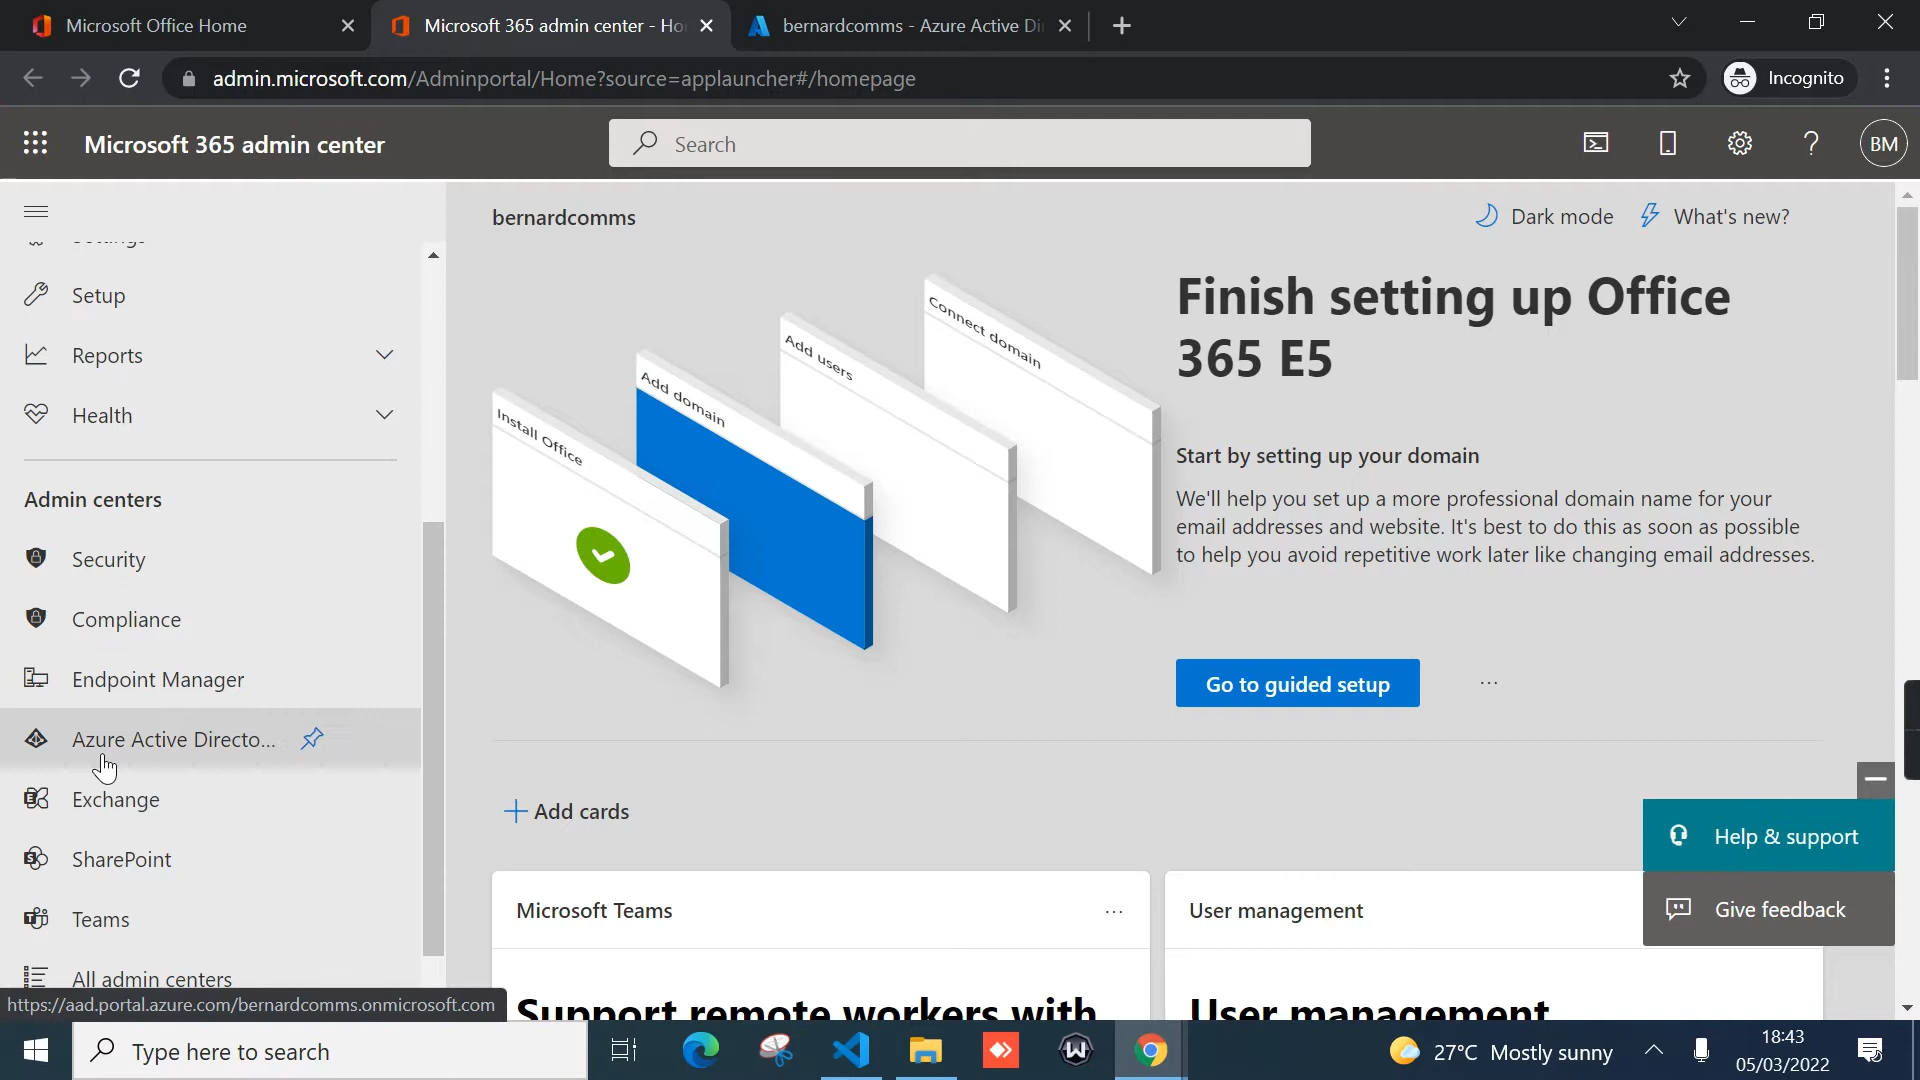 Microsoft Office Home
Microsoft 365 admin center - Ho
bernardcomms - Azure Active Di
admin.microsoft.com/Adminportal/Home?source=applauncher#/homepage
Incognito
Microsoft 365 admin center
Search
BM
Settings
Setup
Reports
Health
Admin centers
Security
Compliance
Endpoint Manager
Azure Active Directo...
Exchange
SharePoint
Teams
All admin centers
https://aad.portal.azure.com/bernardcomms.onmicrosoft.com
bernardcomms
Dark mode
What's new?
Install Office
Add domain
Add users
Connect domain
Finish setting up Office
365 E5
Start by setting up your domain
We'll help you set up a more professional domain name for your
email addresses and website. It's best to do this as soon as possible
to help you avoid repetitive work later like changing email addresses.
Go to guided setup
Add cards
Microsoft Teams
Support remote workers with
User management
User management
Help & support
Give feedback
Type here to search
27°C Mostly sunny
18:43
05/03/2022